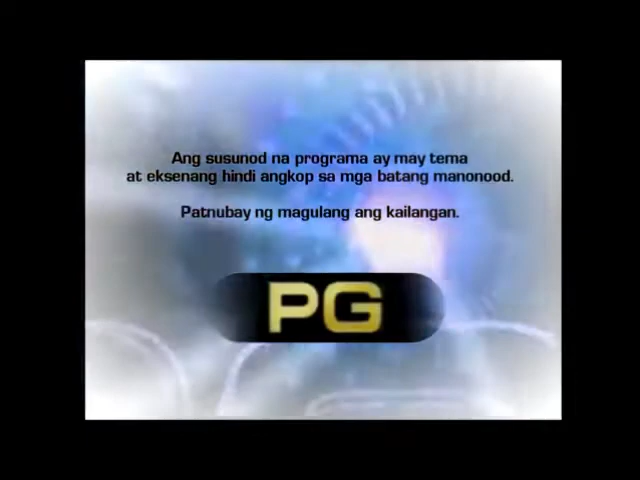 Ang susunod na programa ay may tema
at eksenang hindi angkop sa mga batang manonood.
Patnubay ng magulang ang kailangan.
PG